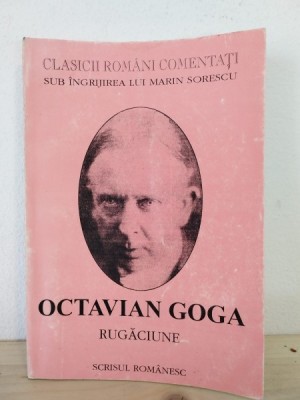 CLASICII ROMÂNI COMENTAȚI
SUB ÎNGRIJIREA LUI MARIN SORESCU
OCTAVIAN GOGA
RUGĂCIUNE
SCRISUL ROMÂNESC